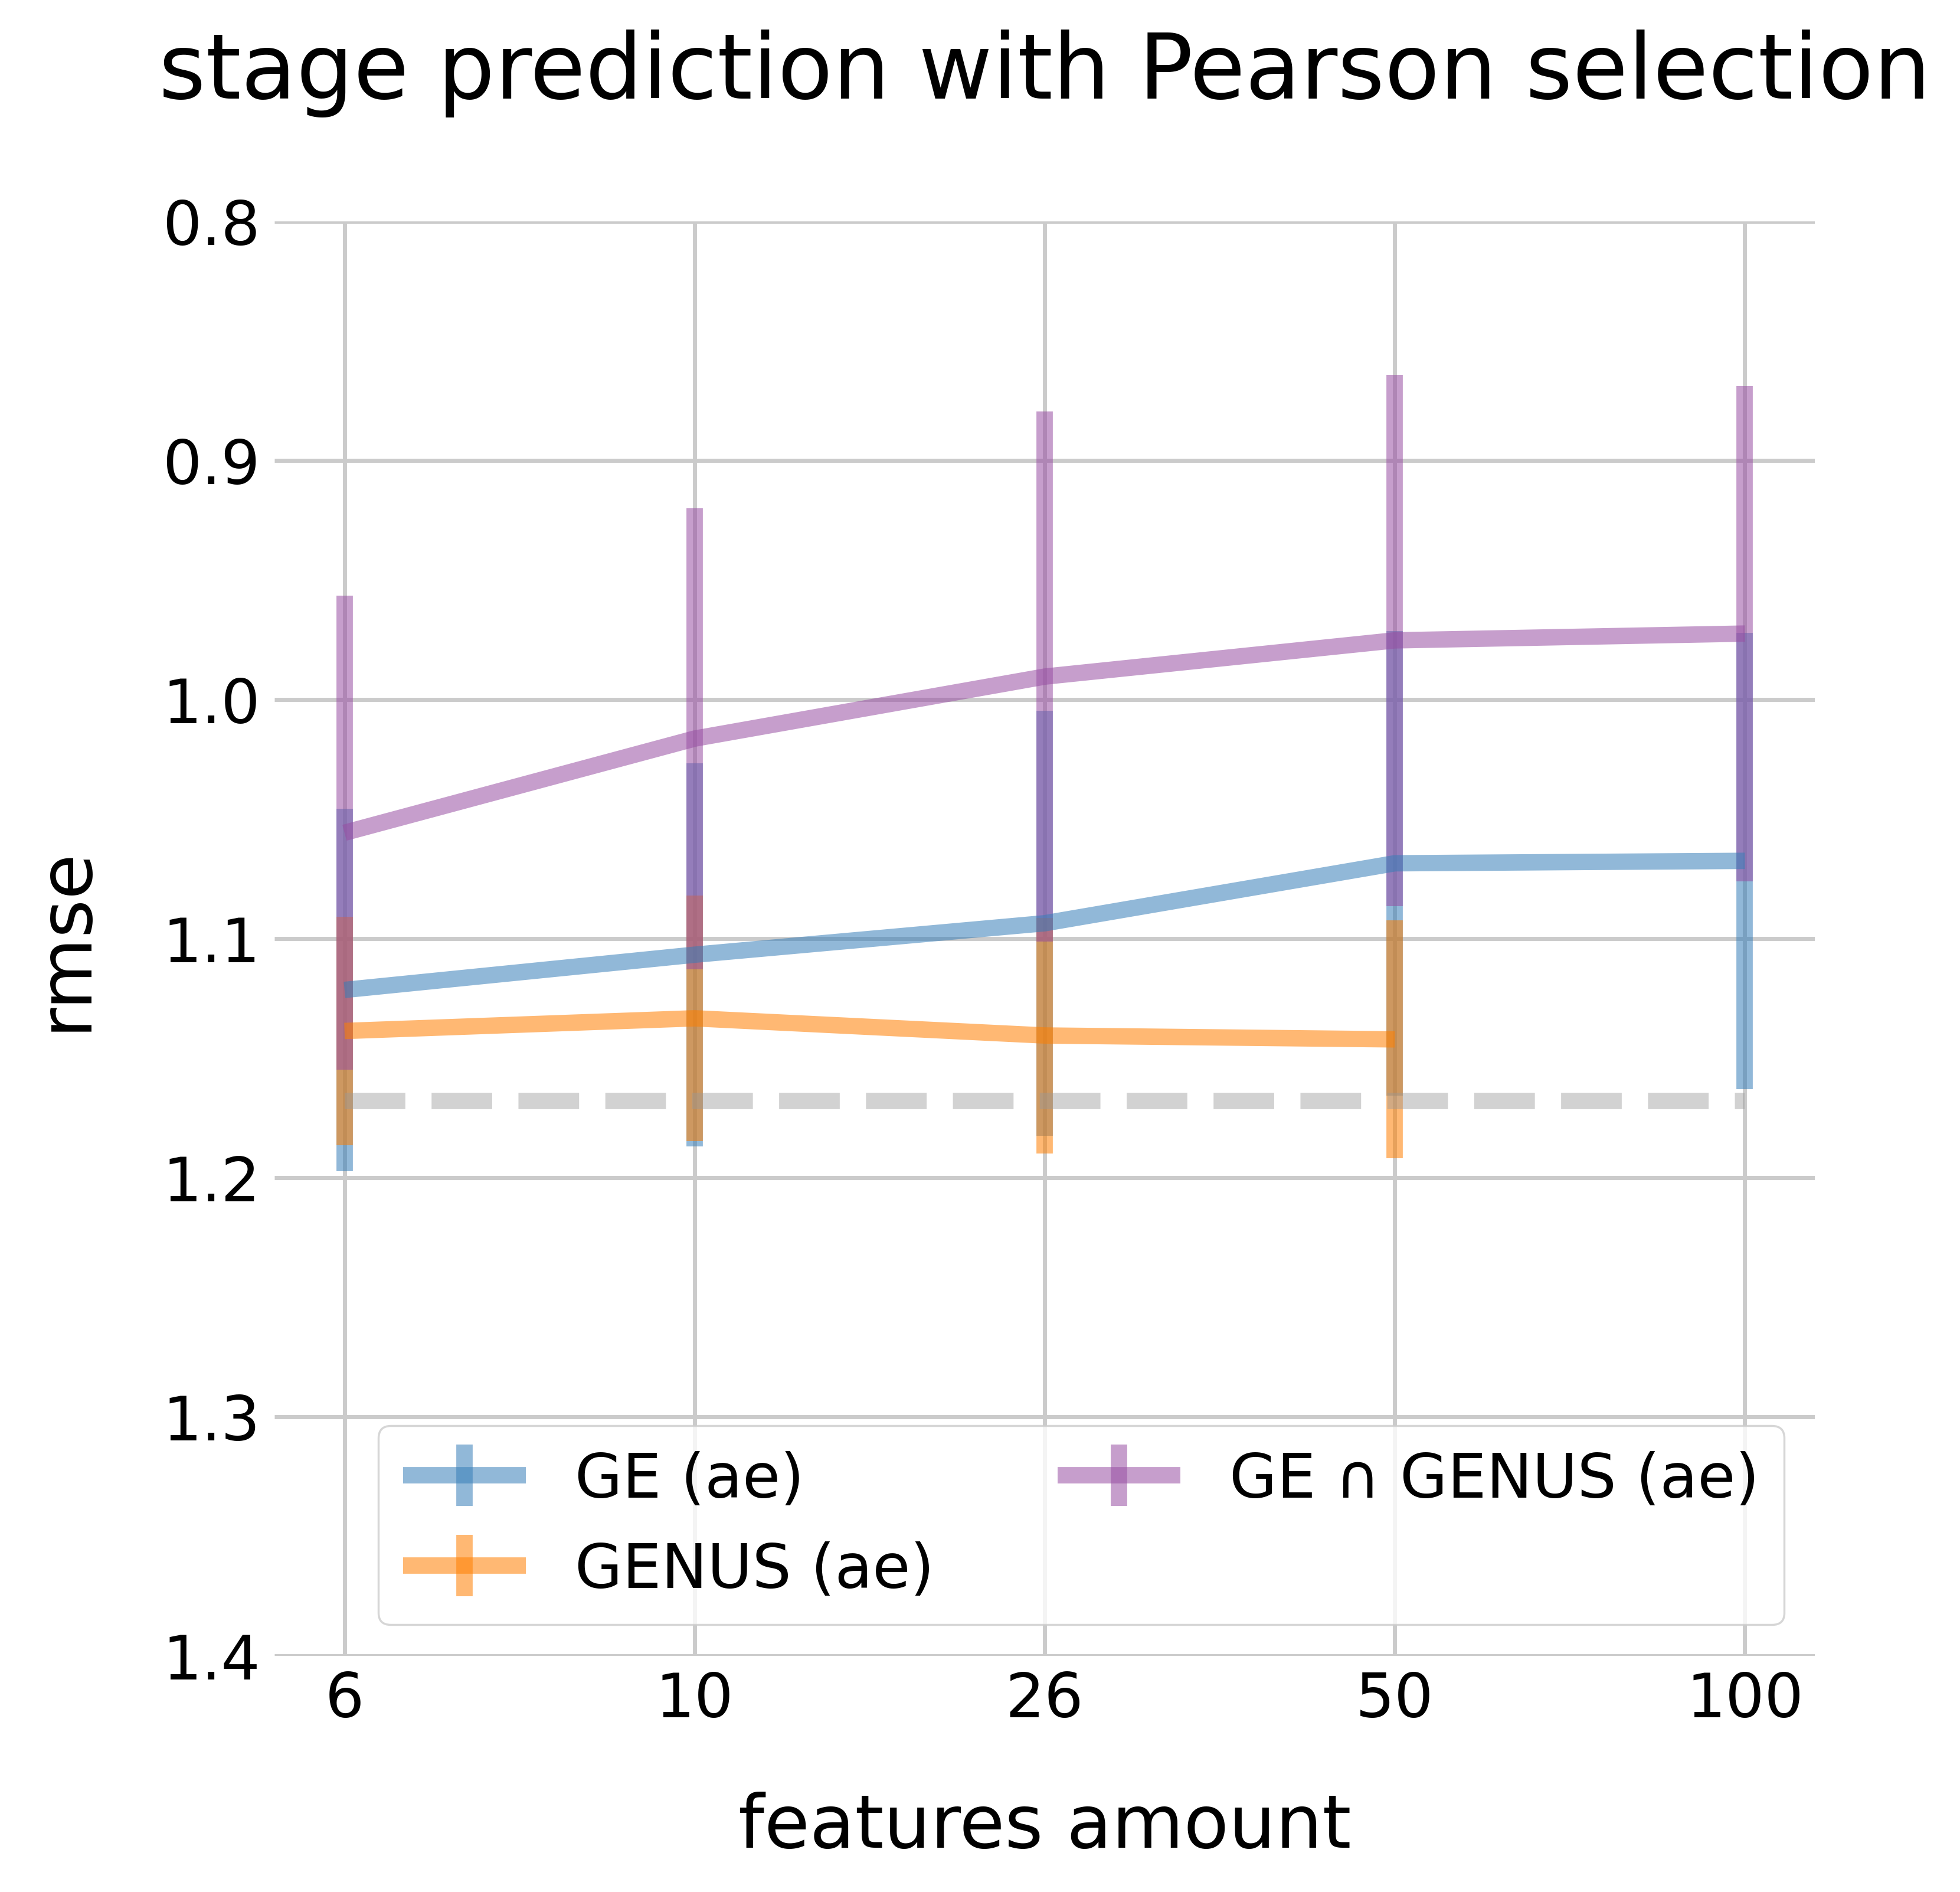 stage prediction with Pearson selection
0.8
0.9
1.0
1.1
1.2
1.3
1.4
rmse
GE (ae)
GENUS (ae)
GE ∩ GENUS (ae)
6 10 26 50 100
features amount